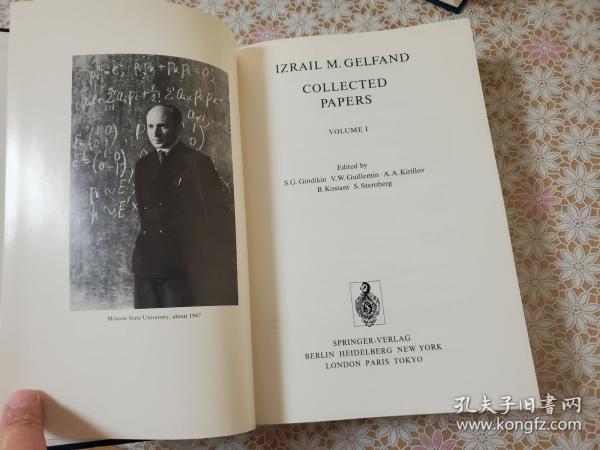 Moscow State University, about 1947
IZRAIL M. GELFAND
COLLECTED
PAPERS
VOLUME I
Edited by
S.G. Gindikin V.W. Guillemin A.A. Kirillov
B. Kostant S. Sternberg
SPRINGER-VERLAG
BERLIN HEIDELBERG NEW YORK
LONDON PARIS TOKYO
孔夫子旧书网
www.kongfz.com